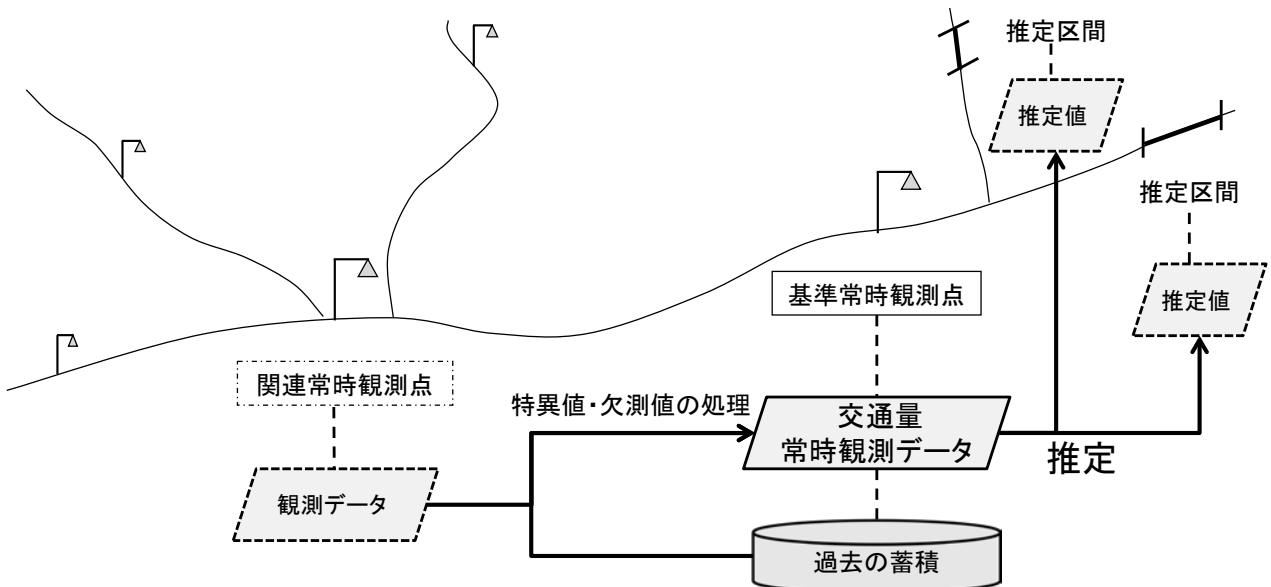 推定区間
推定値
推定区間
推定値
基準常時観測点
関連常時観測点
特異値・欠測値の処理
交通量
常時観測データ
推定
観測データ
過去の蓄積